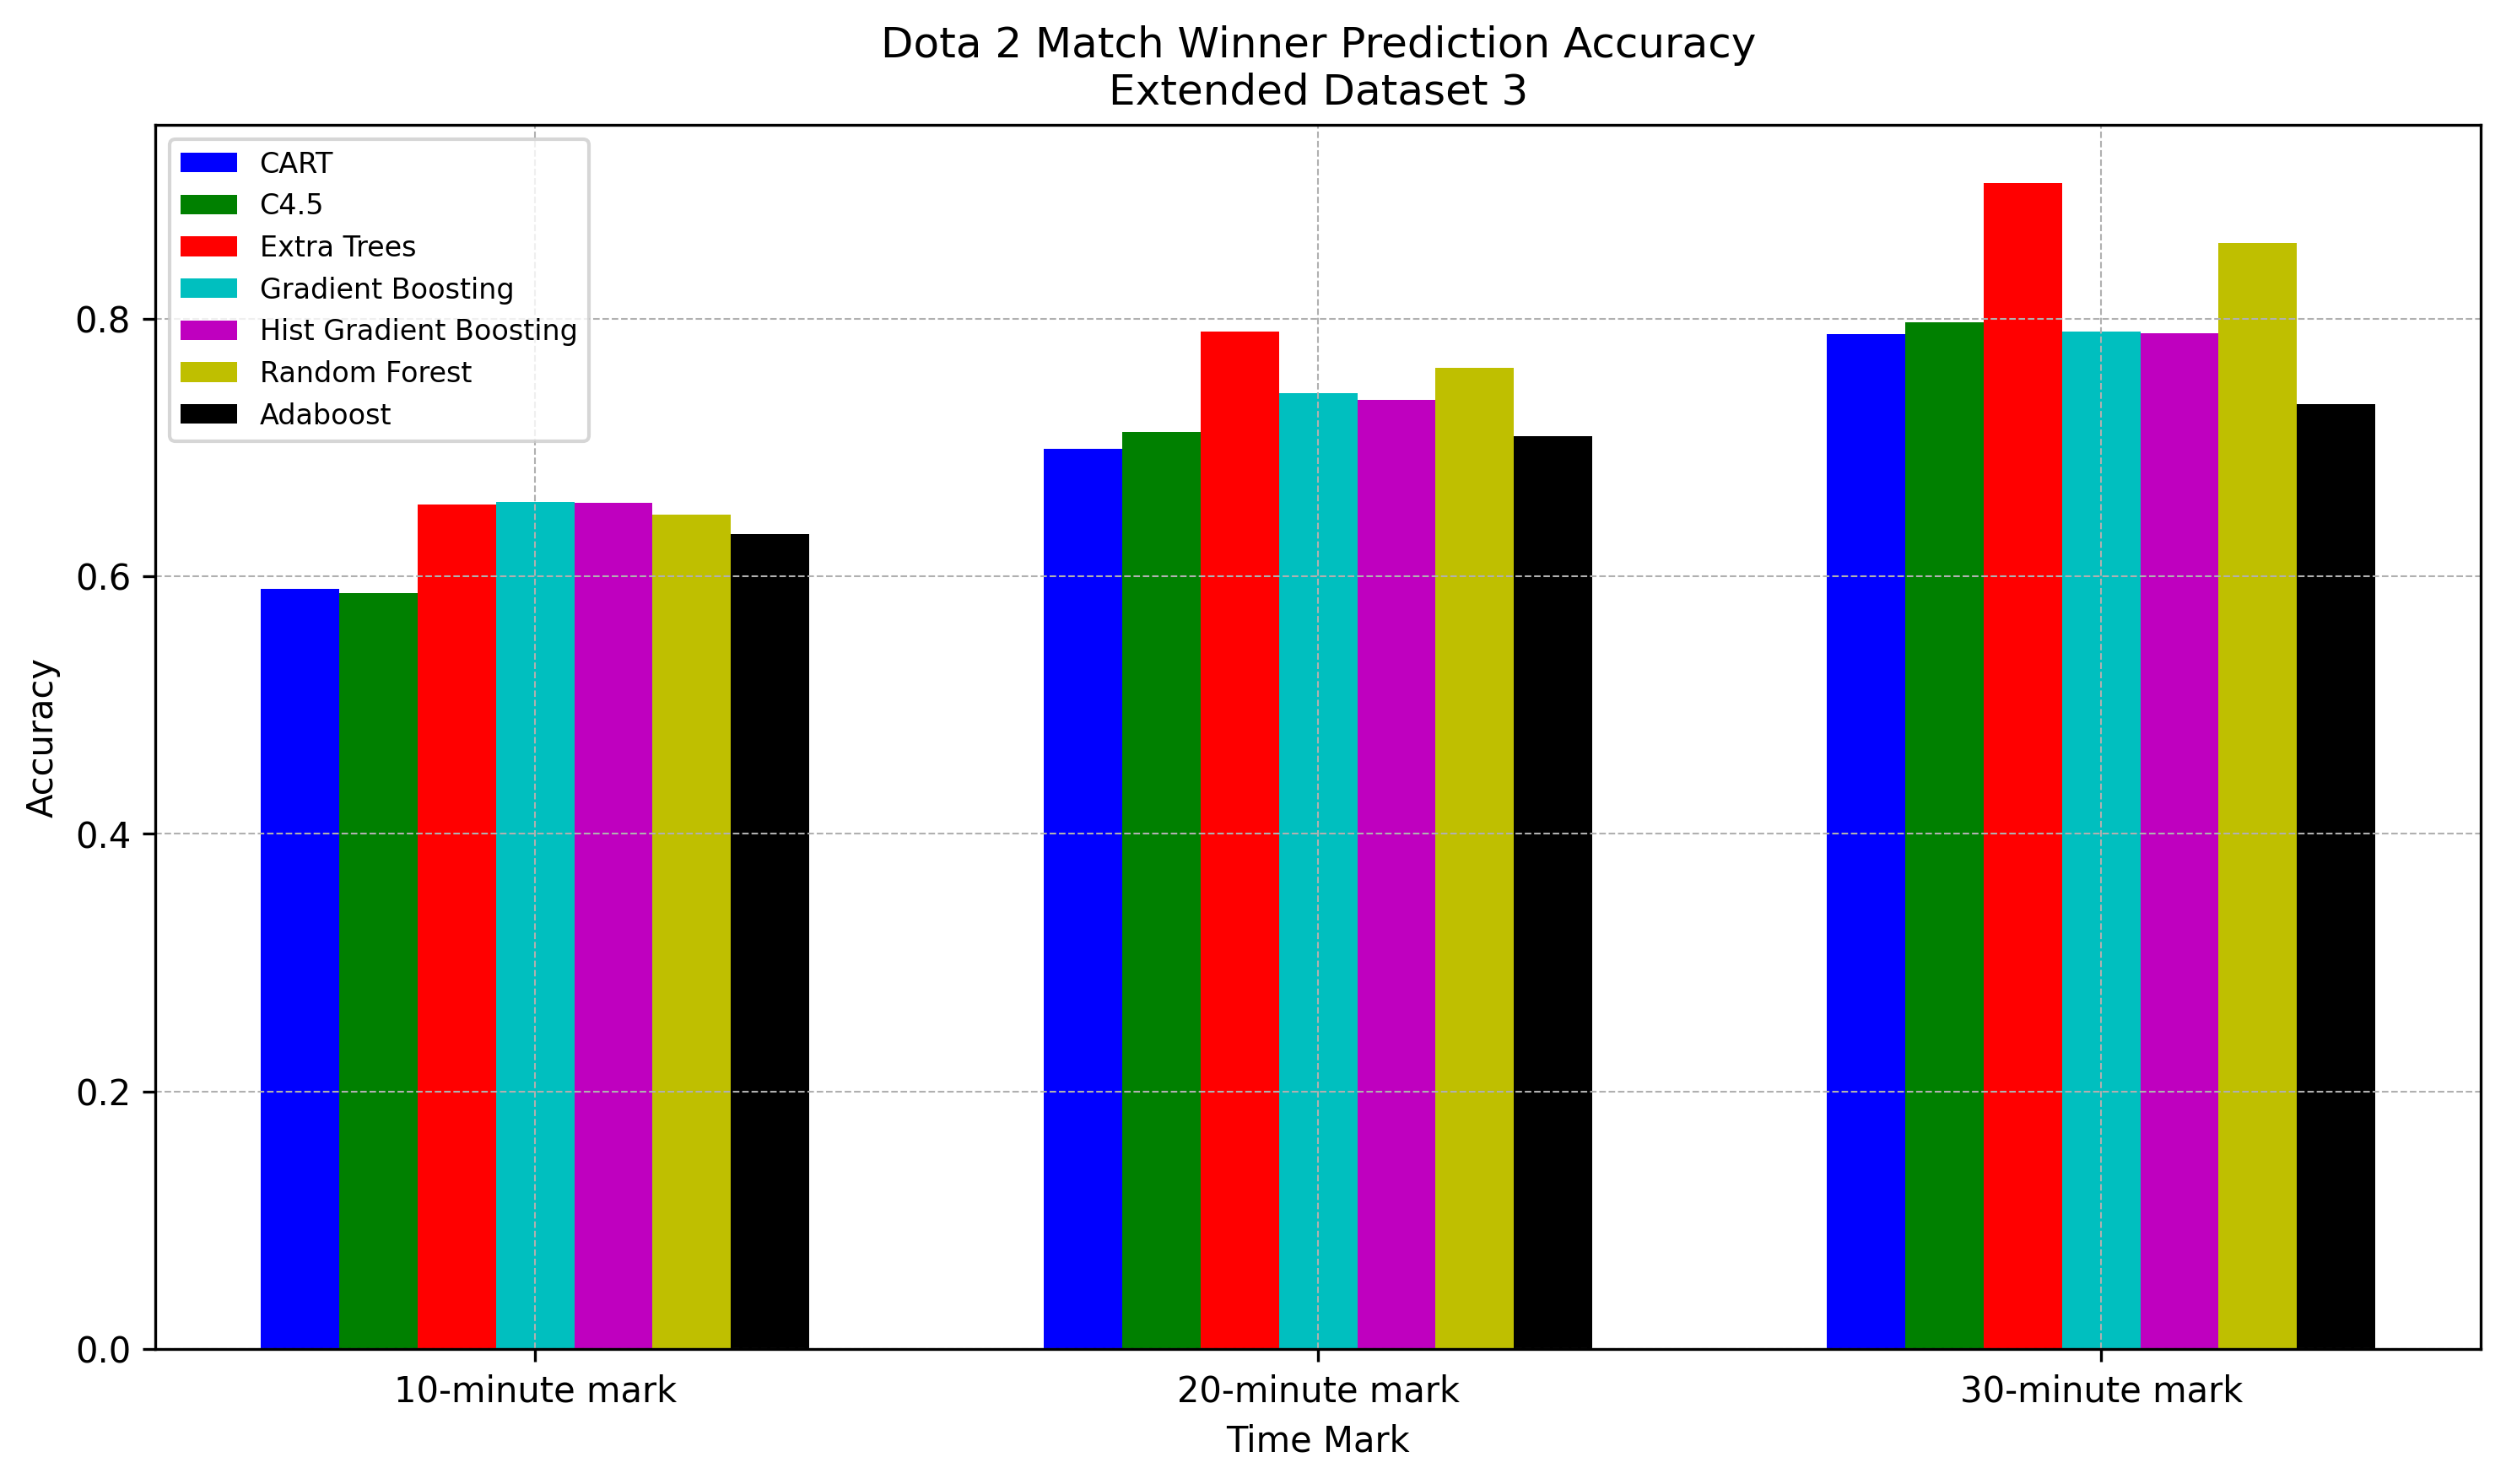 Dota 2 Match Winner Prediction Accuracy
Extended Dataset 3
CART
C4.5
Extra Trees
Gradient Boosting
Hist Gradient Boosting
Random Forest
Adaboost
0.8
0.6
0.4
0.2
0.0
Accuracy
10-minute mark
20-minute mark
30-minute mark
Time Mark